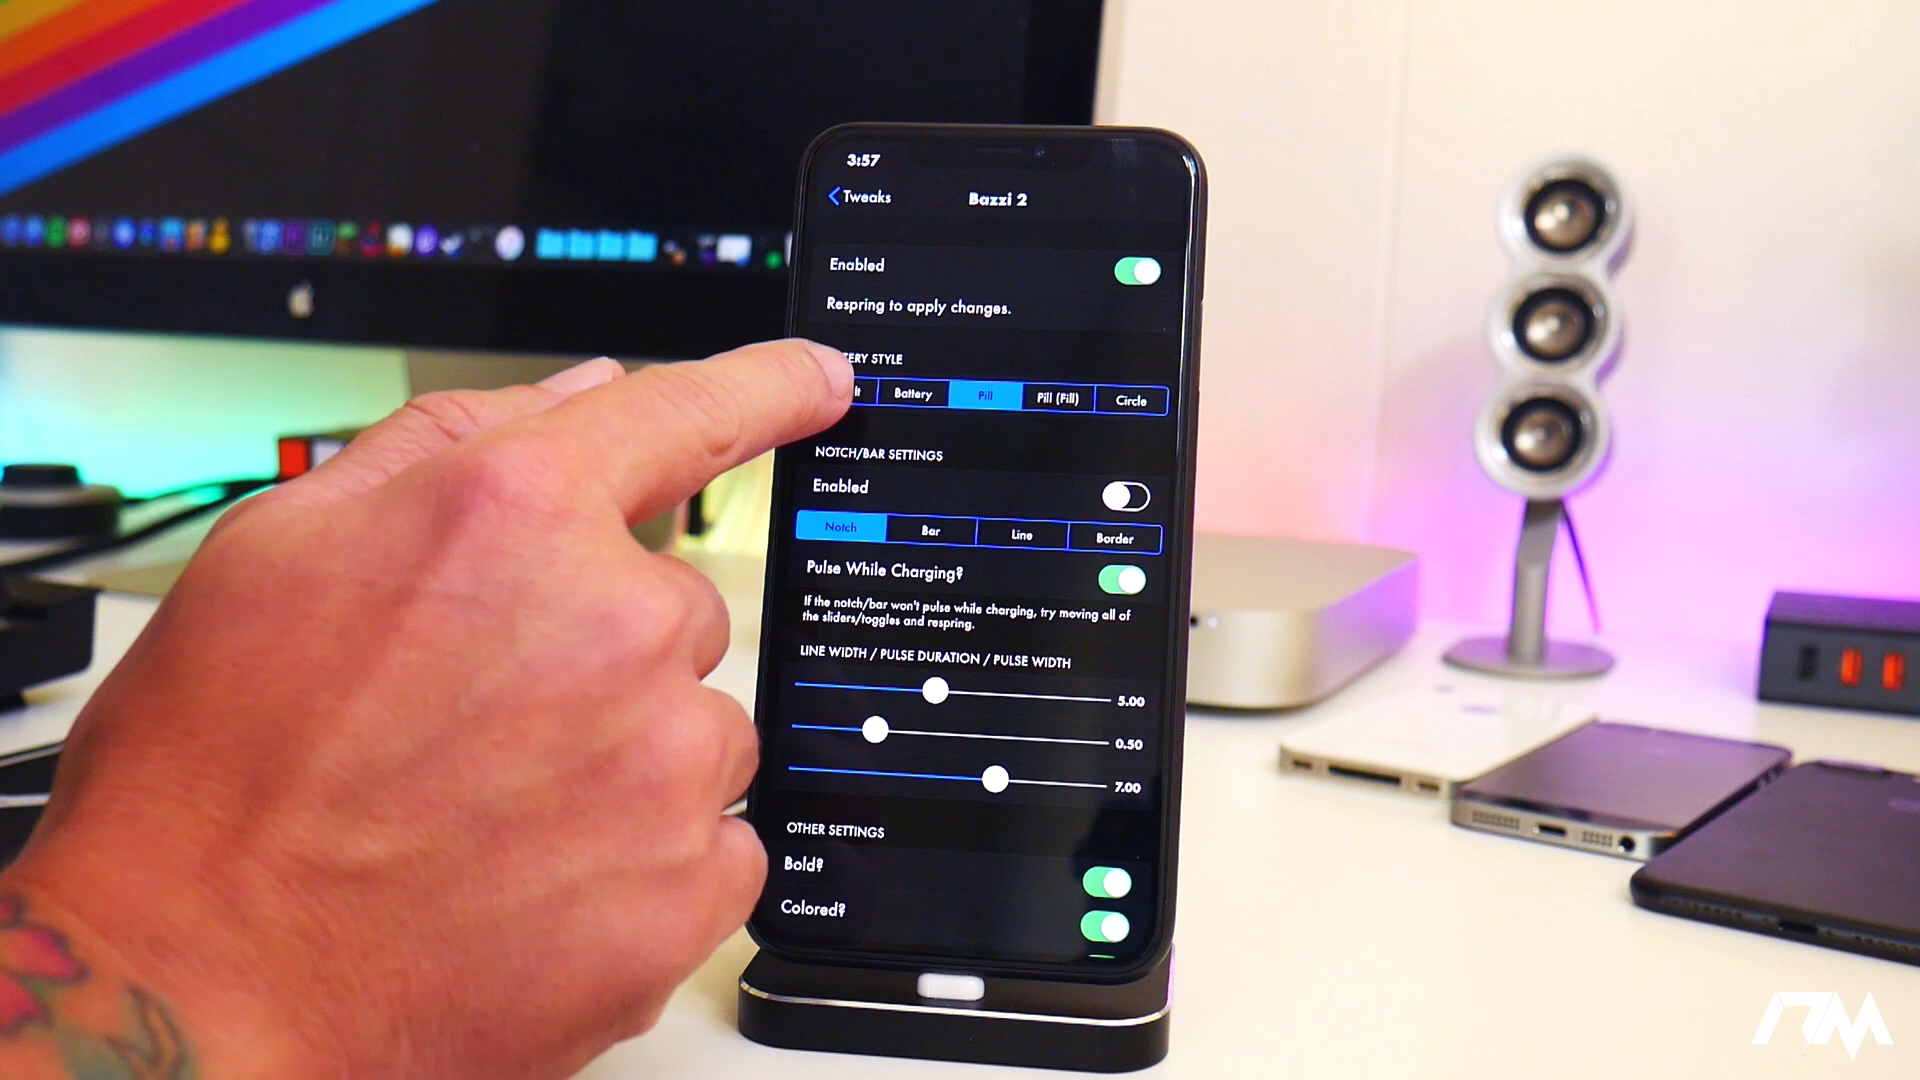 3:57
Tweaks
Bazzi 2
Enabled
Respring to apply changes.
ERY STYLE
lt
Battery
Pill
Pill (Fill)
Circle
NOTCH/BAR SETTINGS
Enabled
Notch
Bar
Line
Border
Pulse While Charging?
If the notch/bar won't pulse while charging, try moving all of
the sliders/toggles and respring.
LINE WIDTH / PULSE DURATION / PULSE WIDTH
5.00
0.50
7.00
OTHER SETTINGS
Bold?
Colored?